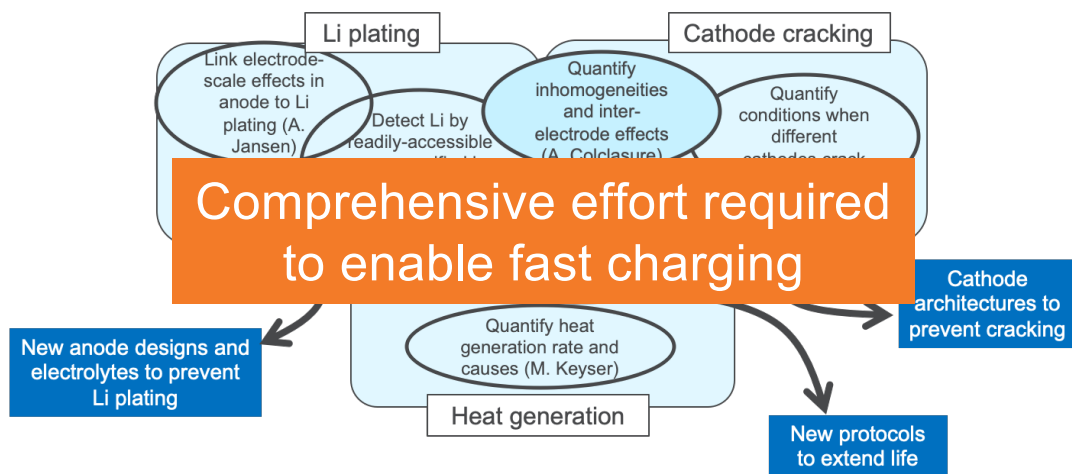 Li plating
Cathode cracking
Link electrode-
scale effects in
anode to Li
plating (A.
Jansen)
Detect Li by
readily-accessible
Quantify
inhomogeneities
and inter-
electrode effects
(A. Colclasure)
Quantify
conditions when
different
cathodes crack
Comprehensive effort required
to enable fast charging
Cathode
architectures to
prevent cracking
New anode designs and
electrolytes to prevent
Li plating
Quantify heat
generation rate and
causes (M. Keyser)
Heat generation
New protocols
to extend life